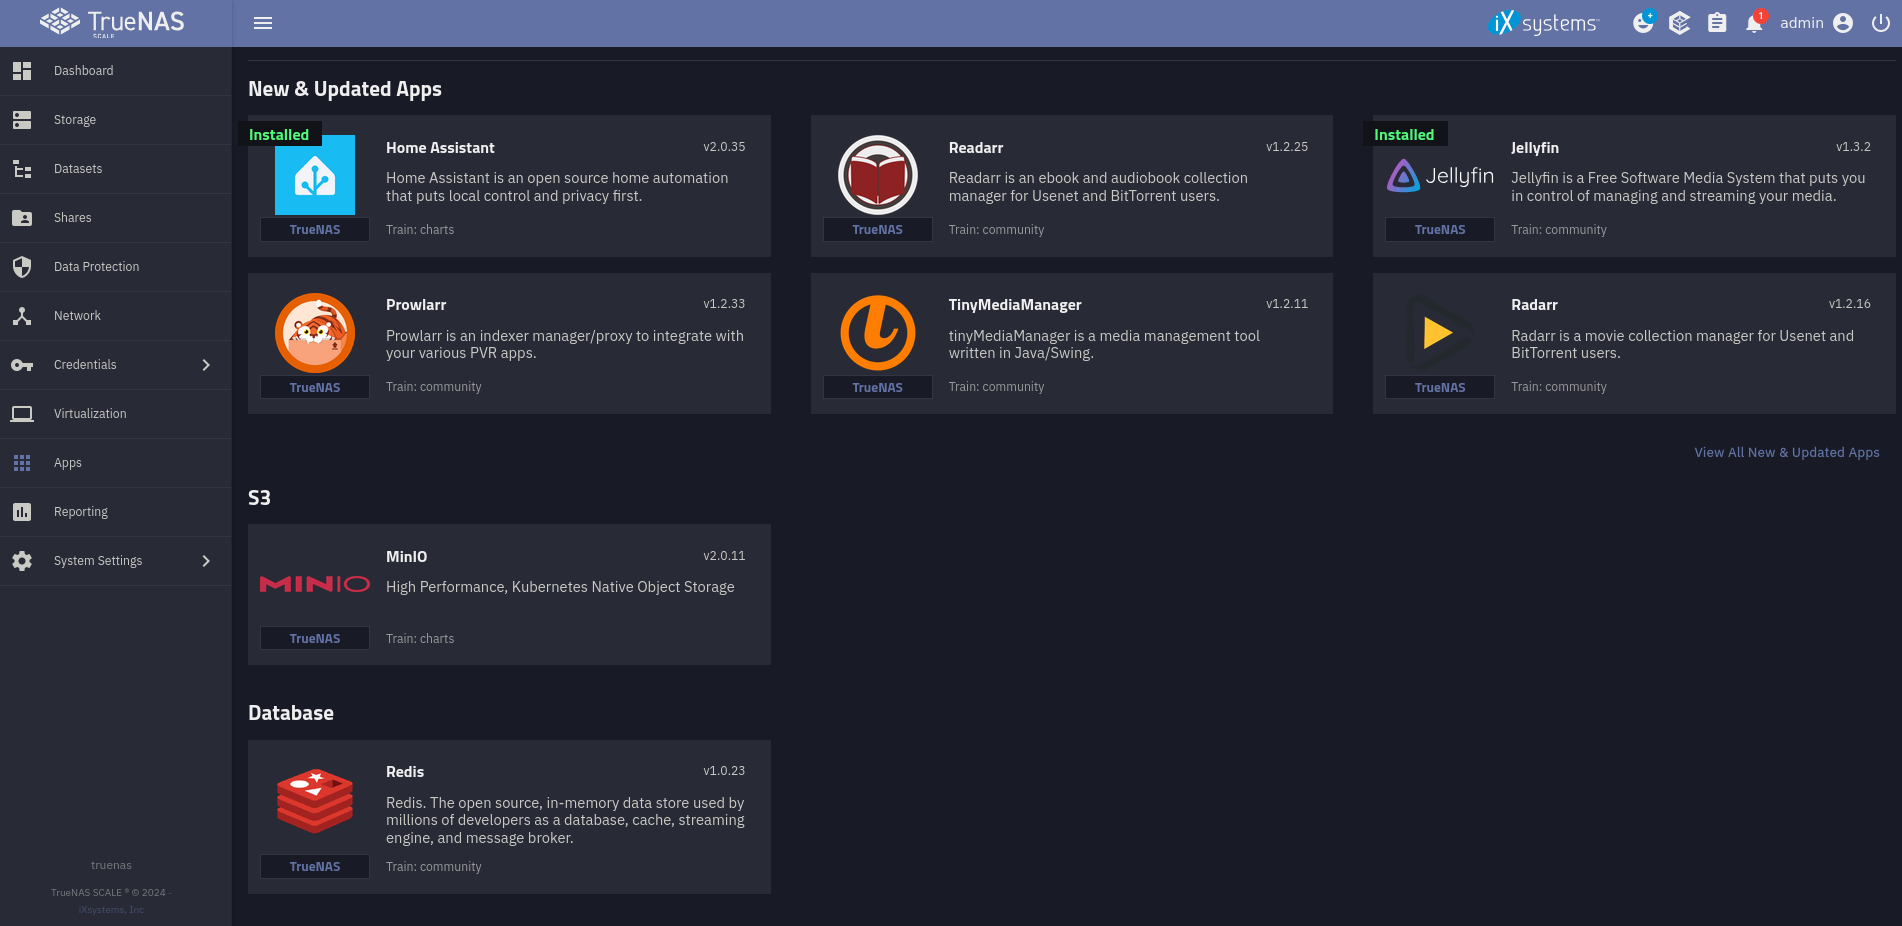 TrueNAS
SCALE
iXsystems
+
1
admin
Dashboard
Storage
Datasets
Shares
Data Protection
Network
Credentials
Virtualization
Apps
Reporting
System Settings
truenas
TrueNAS SCALE ® © 2024 -
iXsystems, Inc
New & Updated Apps
Installed
Home Assistant
v2.0.35
Home Assistant is an open source home automation
that puts local control and privacy first.
TrueNAS
Train: charts
Readarr
v1.2.25
Readarr is an ebook and audiobook collection
manager for Usenet and BitTorrent users.
TrueNAS
Train: community
Installed
Jellyfin
Jellyfin
v1.3.2
Jellyfin is a Free Software Media System that puts you
in control of managing and streaming your media.
TrueNAS
Train: community
Prowlarr
v1.2.33
Prowlarr is an indexer manager/proxy to integrate with
your various PVR apps.
TrueNAS
Train: community
TinyMediaManager
v1.2.11
tinyMediaManager is a media management tool
written in Java/Swing.
TrueNAS
Train: community
Radarr
v1.2.16
Radarr is a movie collection manager for Usenet and
BitTorrent users.
TrueNAS
Train: community
View All New & Updated Apps
S3
MINIO
MinIO
v2.0.11
High Performance, Kubernetes Native Object Storage
TrueNAS
Train: charts
Database
Redis
v1.0.23
Redis. The open source, in-memory data store used by
millions of developers as a database, cache, streaming
engine, and message broker.
TrueNAS
Train: community